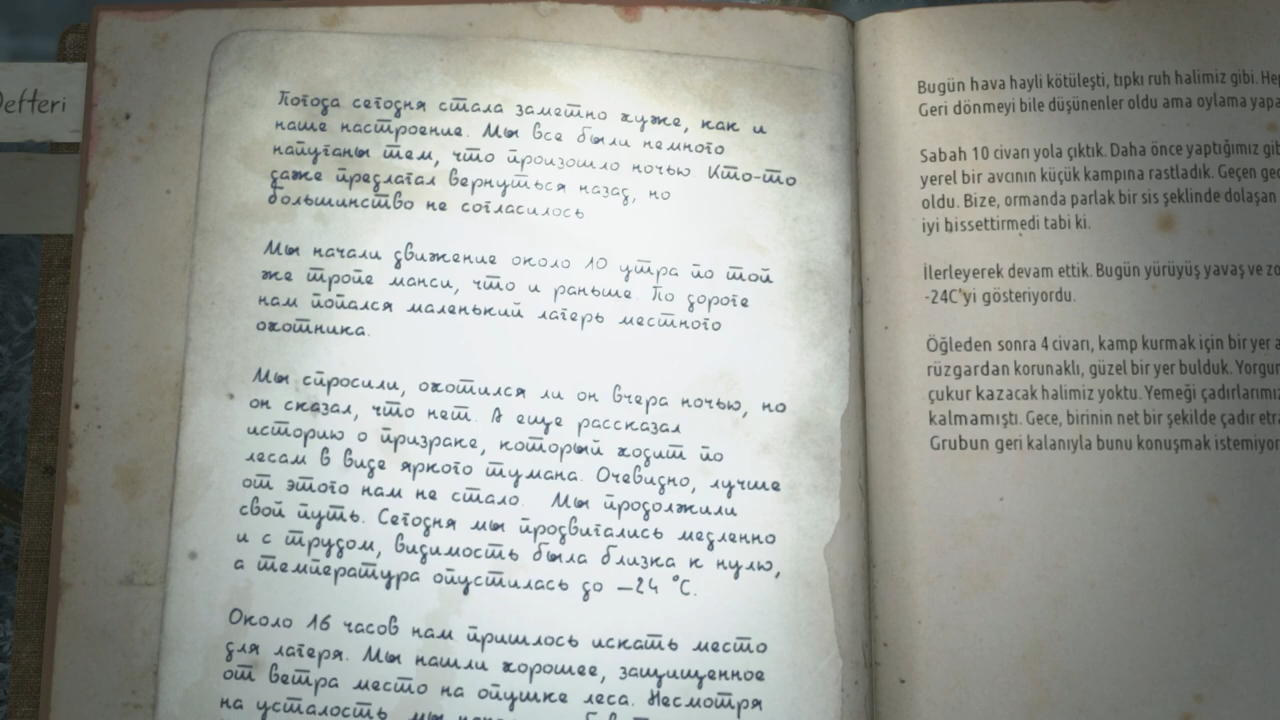 Defteri
Погода сегодня стала заметно хуже, как и
наше настроение. Мы все были немного
напуганы тем, что произошло ночью Кто-то
даже предлагал вернуться назад, но
большинство не согласилось
Мы начали движение около 10 утра по той
же тропе манси, что и раньше. По дороге
нам попался маленький лагерь местного
охотника.
Мы спросили, охотился ли он вчера ночью, но
он сказал, что нет. А еще рассказал
историю о призраке, который ходит по
лесам в виде яркого тумана. Очевидно, лучше
от этого нам не стало. Мы продолжили
свой путь. Сегодня мы продвигались медленно
и с трудом, видимость была близка к нулю,
а температура опустилась до –24 °C.
Около 16 часов нам пришлось искать место
для лагеря. Мы нашли хорошее, защищенное
от ветра место на опушке леса. Несмотря
на усталость мы
Bugün hava hayli kötüleşti, tıpkı ruh halimiz gibi.
Geri dönmeyi bile düşünenler oldu ama oylama
Sabah 10 civarı yola çıktık. Daha önce yaptığımız
yerel bir avcının küçük kampına rastladık. Geçen
oldu. Bize, ormanda parlak bir sis şeklinde dolaşan
iyi hissettirmedi tabi ki.
İlerleyerek devam ettik. Bugün yürüyüş yavaş ve
-24C'yi gösteriyordu.
Öğleden sonra 4 civarı, kamp kurmak için bir yer
rüzgardan korunaklı, güzel bir yer bulduk.
çukur kazacak halimiz yoktu. Yemeği
kalmamıştı. Gece, birinin net bir şekilde çadır
Grubun geri kalanıyla bunu konuşmak